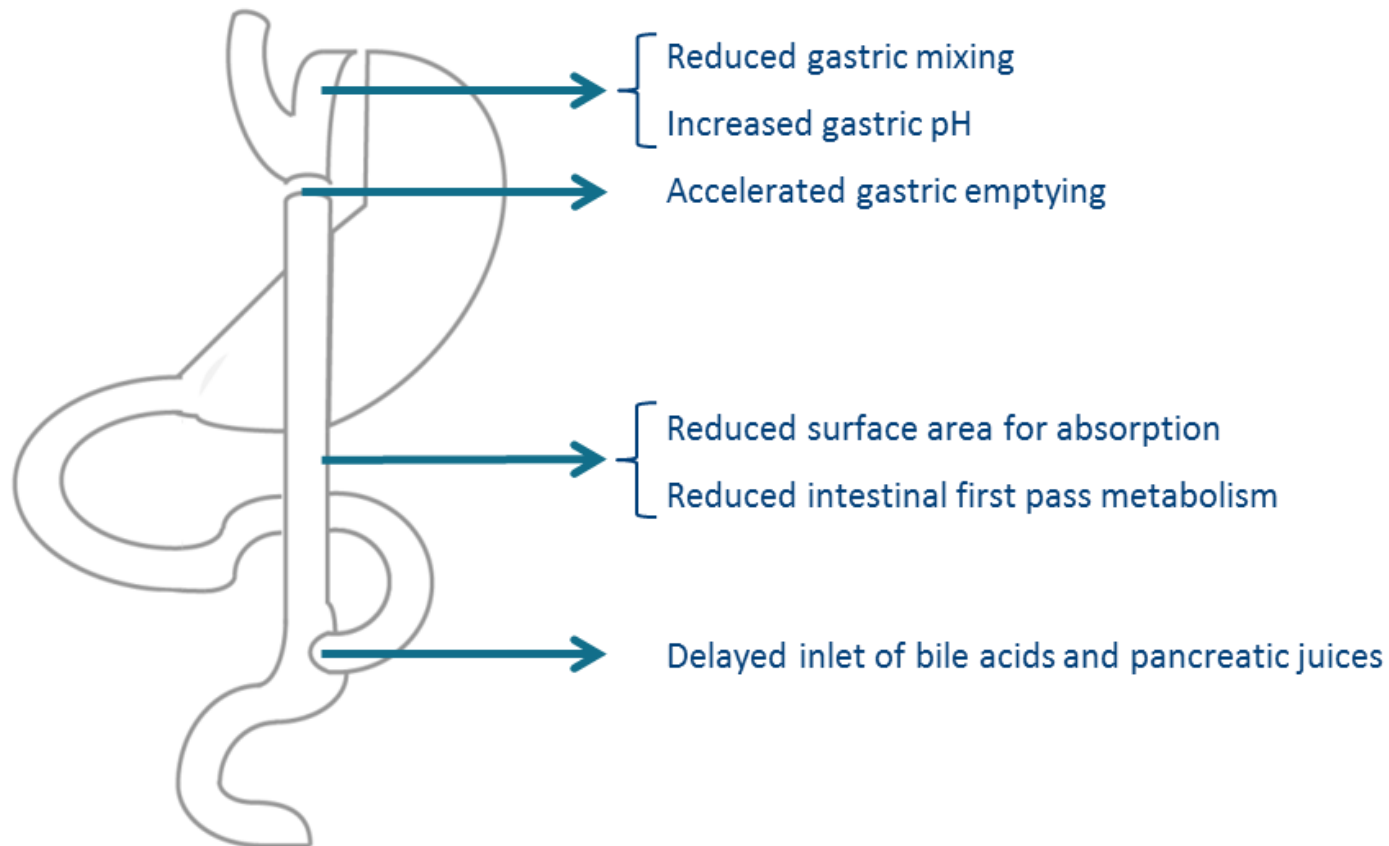 Reduced gastric mixing
Increased gastric pH
Accelerated gastric emptying
Reduced surface area for absorption
Reduced intestinal first pass metabolism
Delayed inlet of bile acids and pancreatic juices